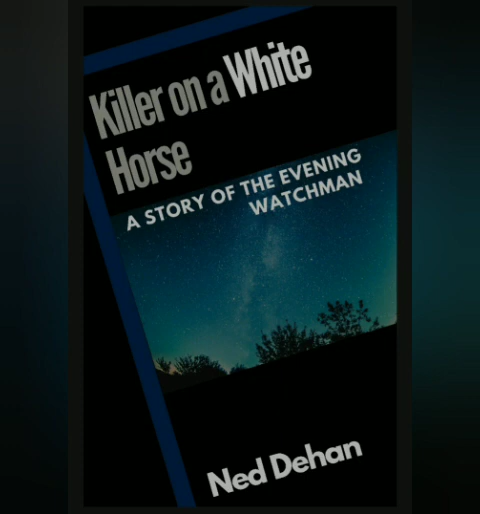 Killer on a White
Horse
A STORY OF THE EVENING
WATCHMAN
Ned Dehan